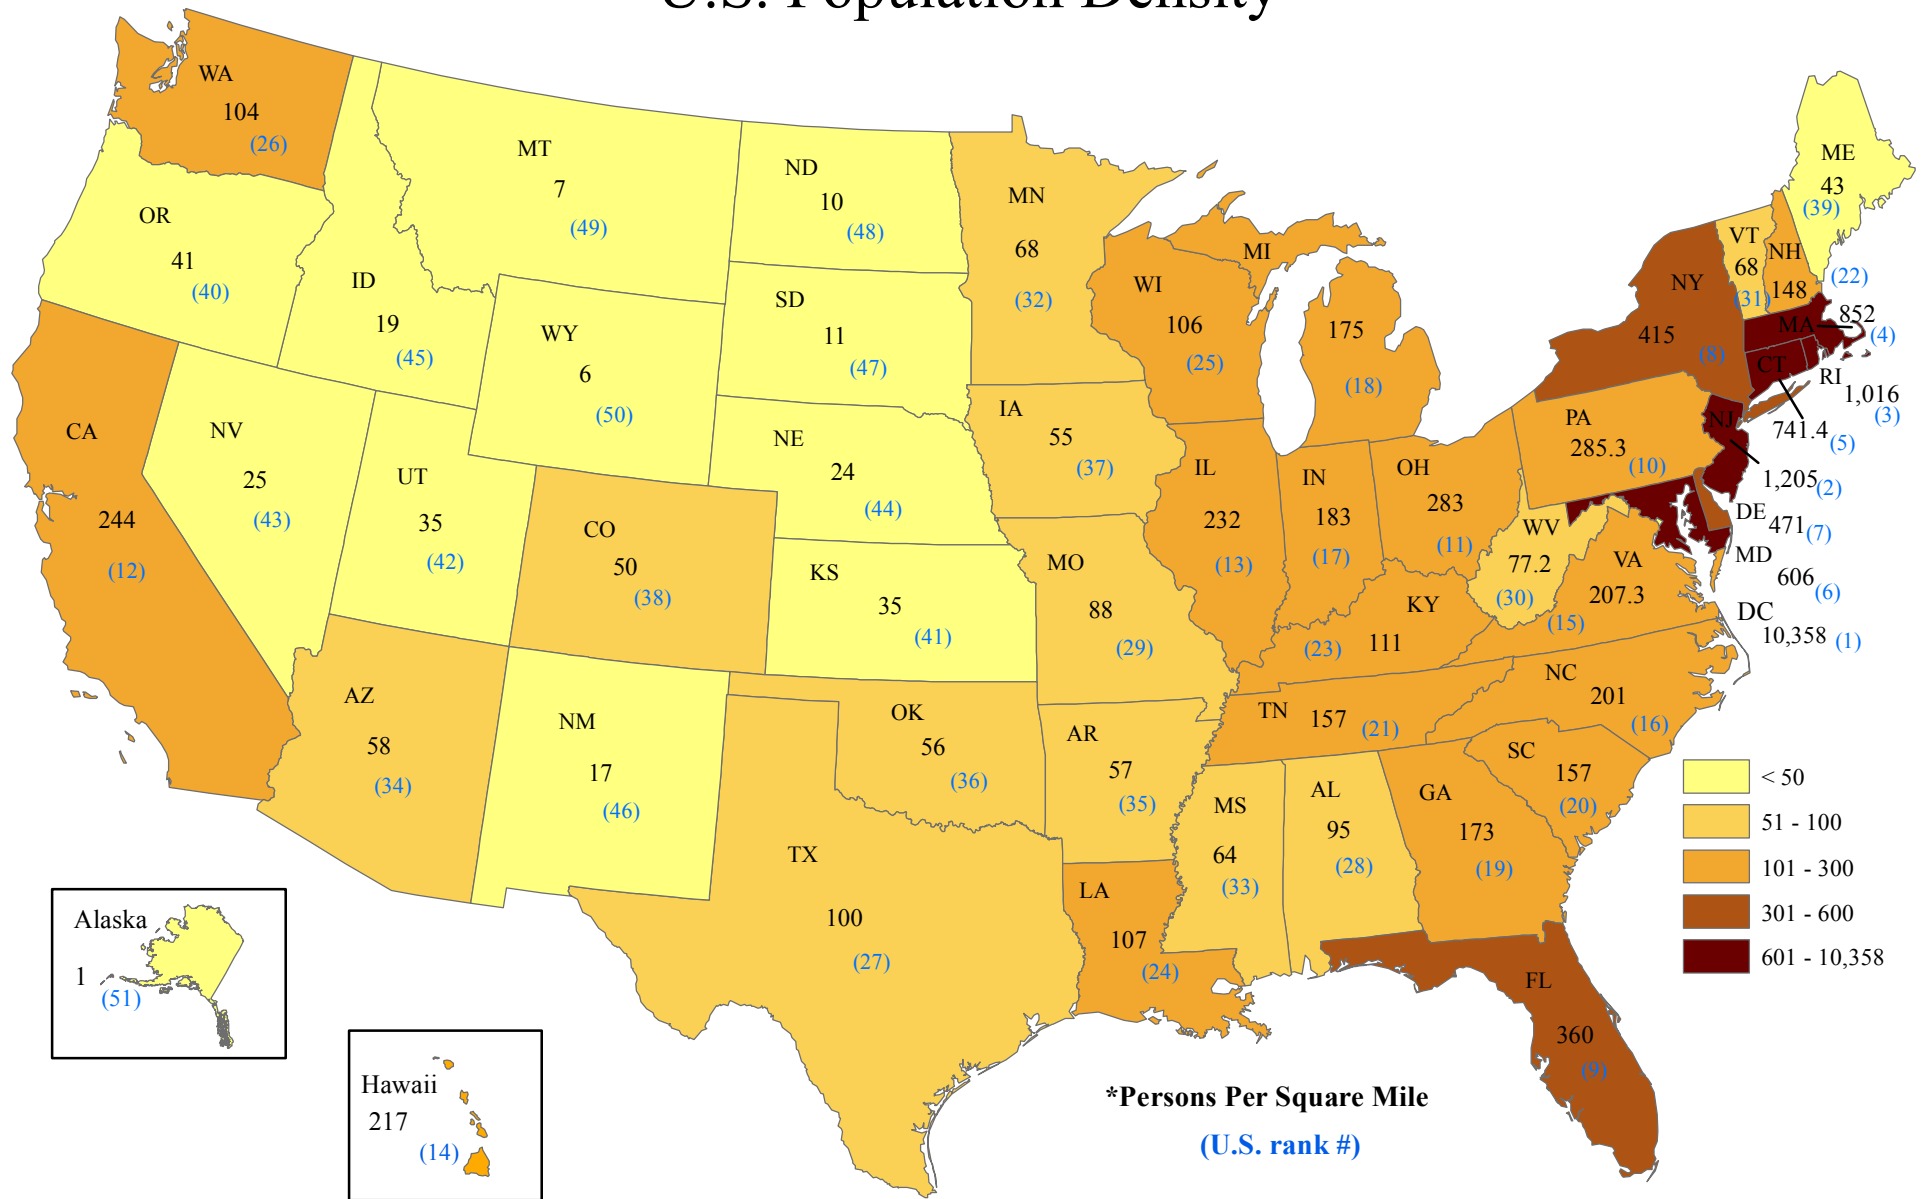 U.S. Population Density
WA
104
(26)
OR
41
(40)
CA
244
(12)
NV
25
(43)
ID
19
(45)
MT
7
(49)
WY
6
(50)
UT
35
(42)
CO
50
(38)
AZ
58
(34)
NM
17
(46)
ND
10
(48)
SD
11
(47)
NE
24
(44)
KS
35
(41)
OK
56
(36)
TX
100
(27)
MN
68
(32)
IA
55
(37)
MO
88
(29)
AR
57
(35)
LA
107
(24)
WI
106
(25)
MI
175
(18)
IL
232
(13)
IN
183
(17)
OH
283
(11)
KY
(23) 111
TN 157 (21)
MS
64
(33)
AL
95
(28)
GA
173
(19)
FL
360
(9)
SC
157
(20)
NC
201
(16)
VA
207.3
(15)
WV
77.2
(30)
PA
285.3
(10)
NY
415
(8)
VT
68
(31)
NH
148
(22)
ME
43
(39)
MA 852
(4)
RI
1,016
(3)
CT
741.4 (5)
NJ
1,205 (2)
DE
471 (7)
MD
606 (6)
DC
10,358 (1)
Alaska
1
(51)
Hawaii
217
(14)
*Persons Per Square Mile
(U.S. rank #)
< 50
51 - 100
101 - 300
301 - 600
601 - 10,358